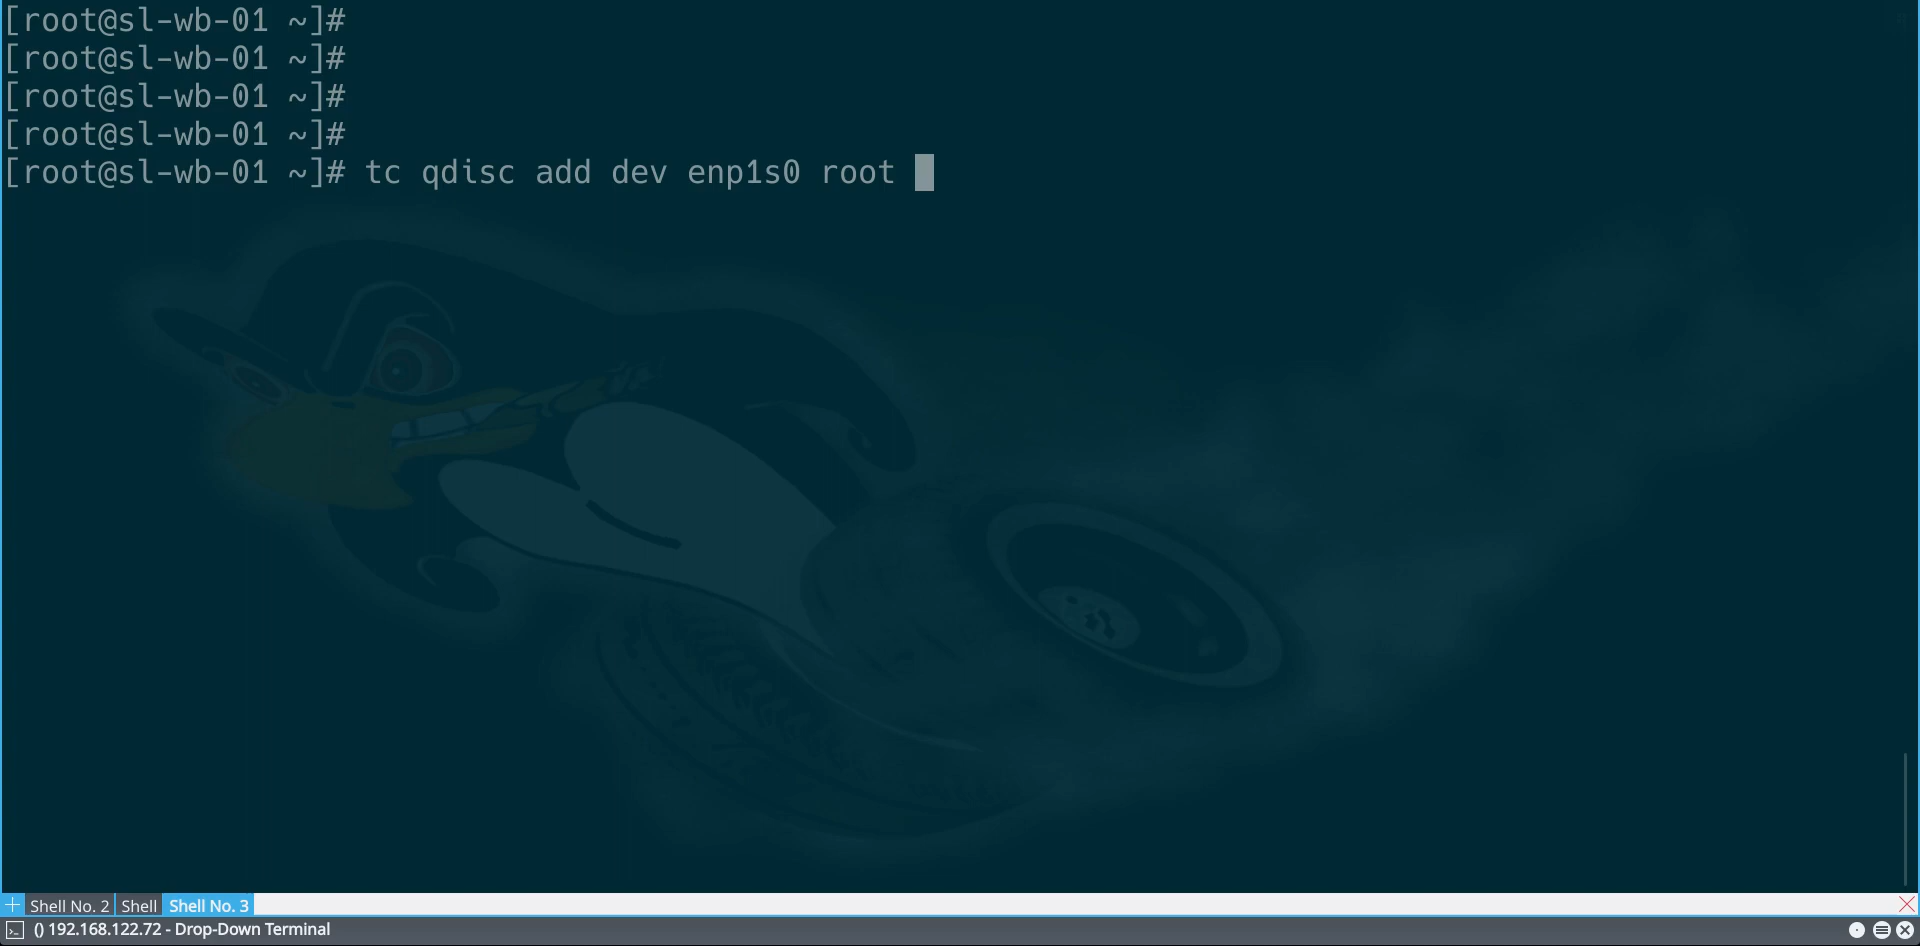 [root@sl-wb-01 ~]#
[root@sl-wb-01 ~]#
[root@sl-wb-01 ~]#
[root@sl-wb-01 ~]#
[root@sl-wb-01 ~]# tc qdisc add dev enp1s0 root
Shell No. 2 Shell Shell No. 3
() 192.168.122.72 - Drop-Down Terminal